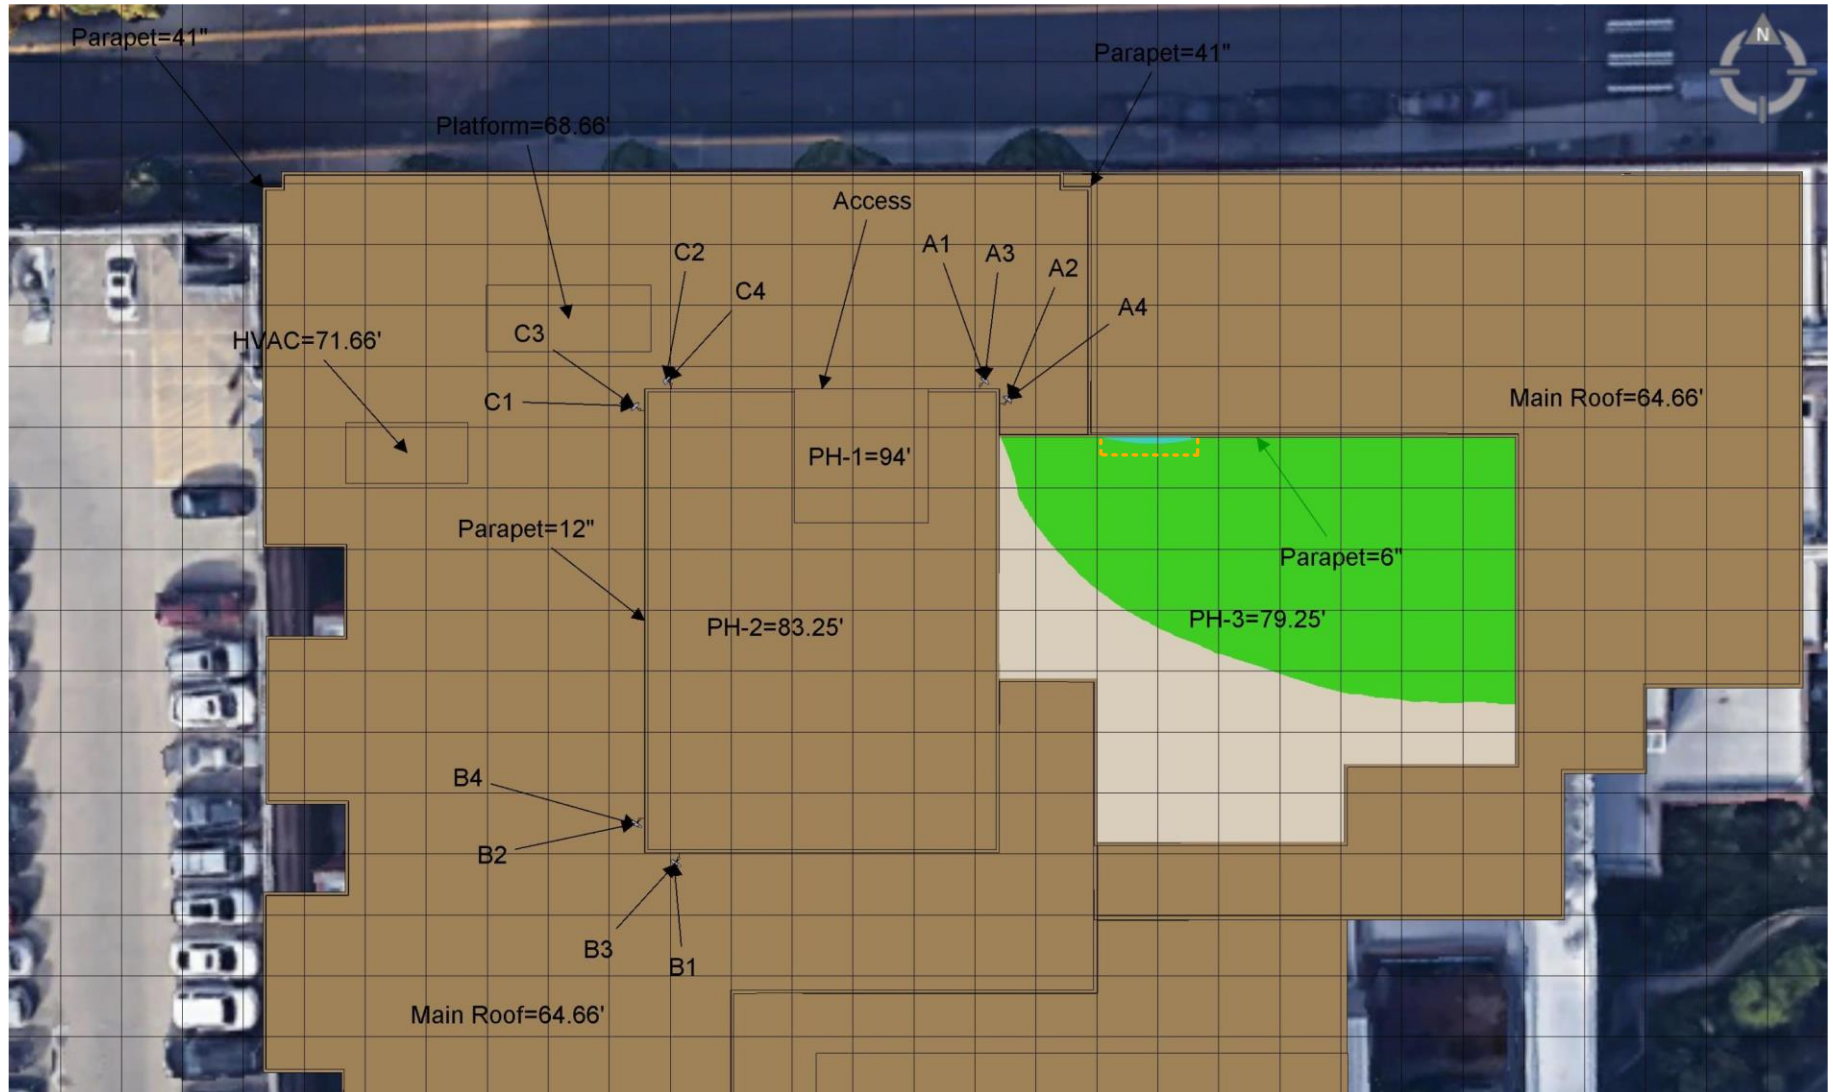 N
Parapet=41"
Parapet=41"
Platform=68.66'
Access
C2
A1
A3
A2
C4
A4
C3
HVAC=71.66'
C1
Main Roof=64.66'
PH-1=94'
Parapet=12"
Parapet=6"
PH-2=83.25'
PH-3=79.25'
B4
B2
B3
B1
Main Roof=64.66'